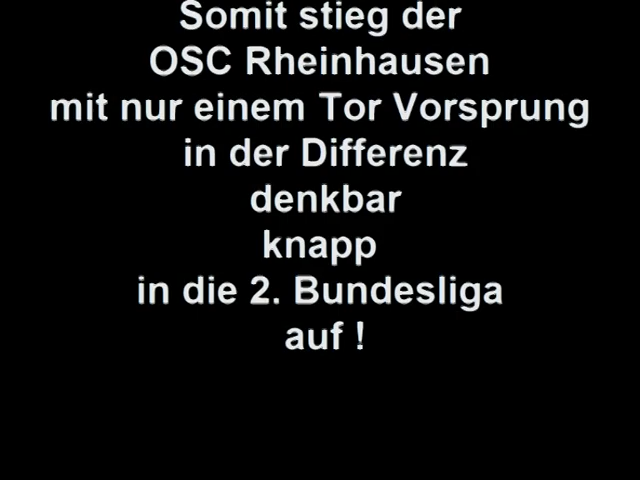 Somit stieg der
OSC Rheinhausen
mit nur einem Tor Vorsprung
in der Differenz
denkbar
knapp
in die 2. Bundesliga
auf !